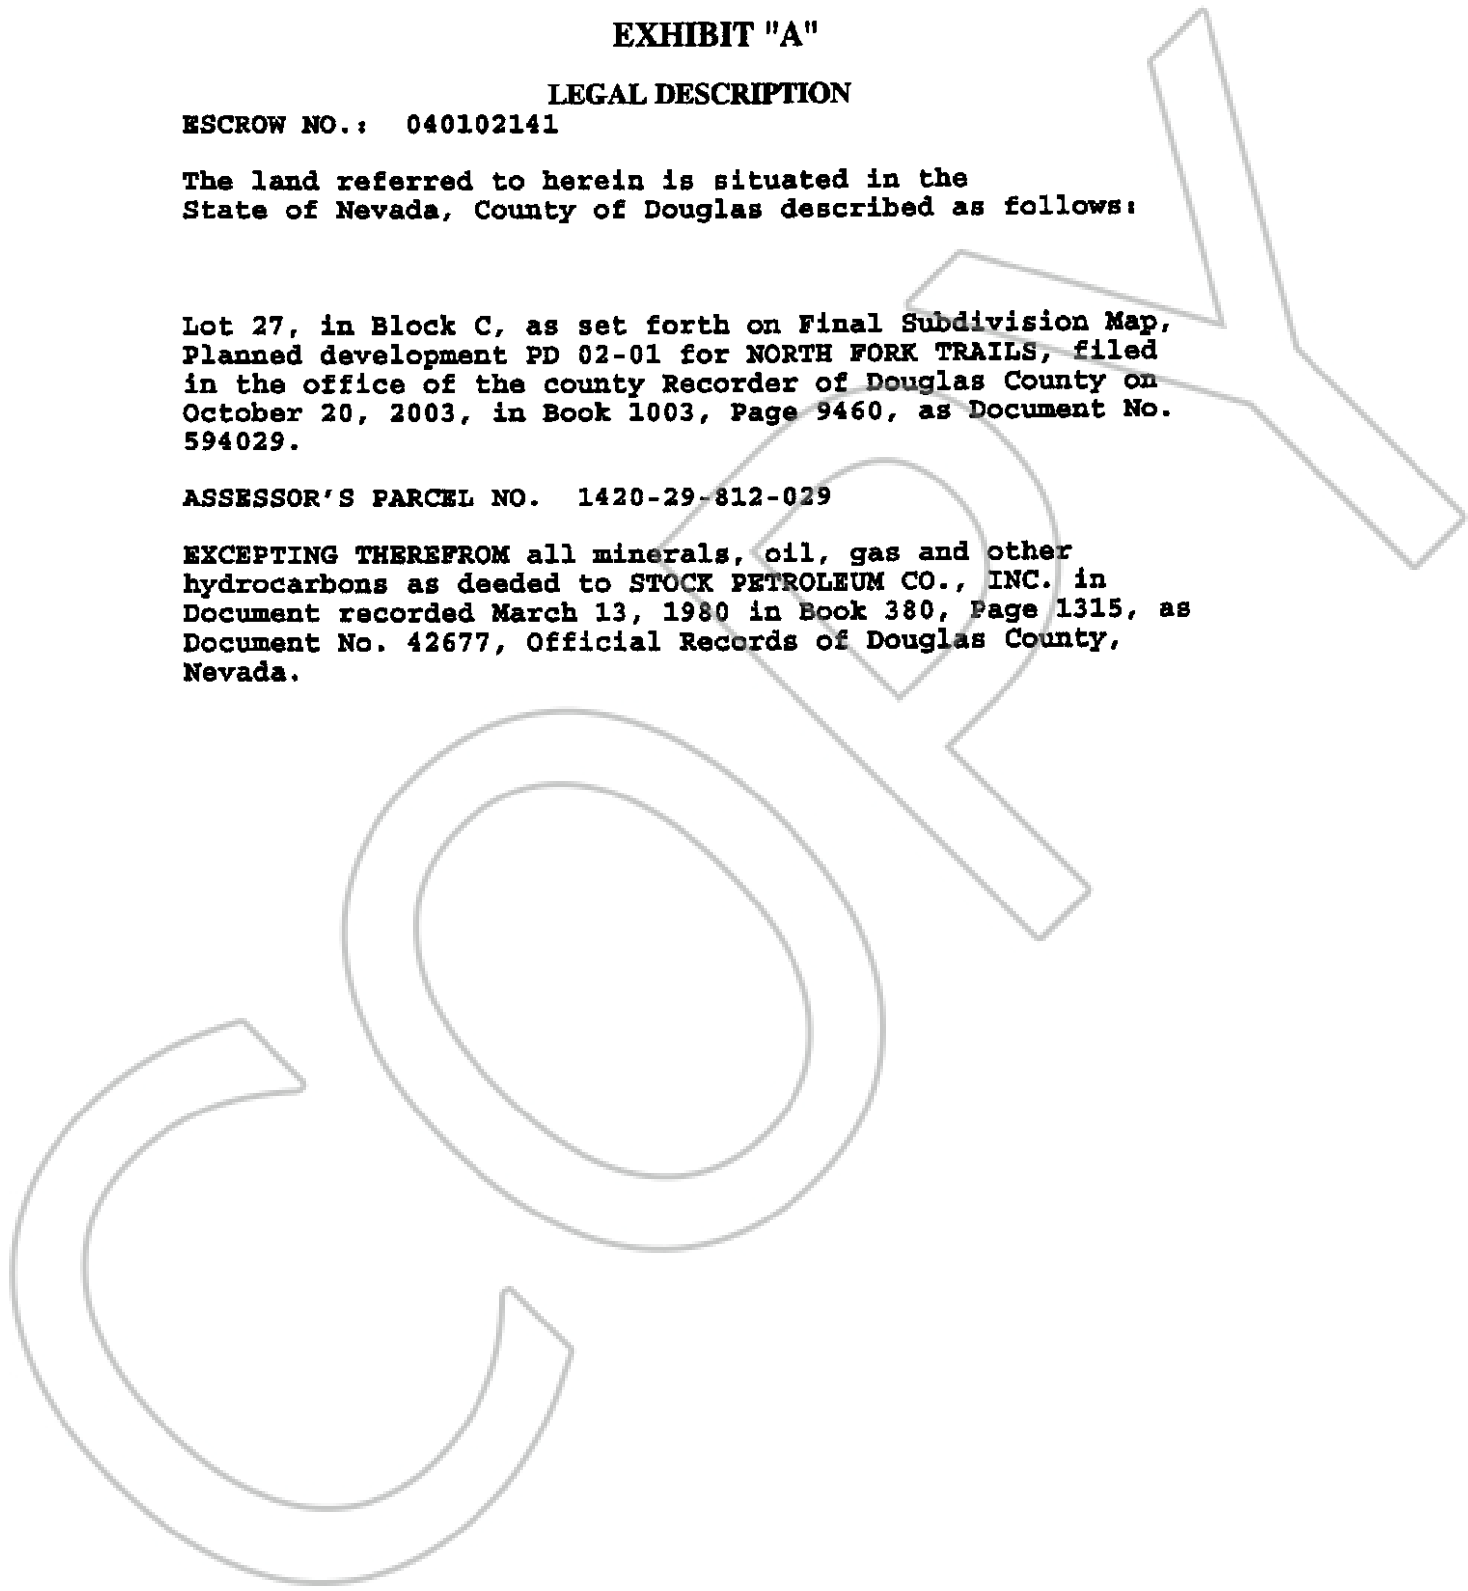 EXHIBIT "A"
LEGAL DESCRIPTION
ESCROW NO.: 040102141
The land referred to herein is situated in the
State of Nevada, County of Douglas described as follows:
Lot 27, in Block C, as set forth on Final Subdivision Map,
Planned development PD 02-01 for NORTH FORK TRAILS, filed
in the office of the county Recorder of Douglas County on
October 20, 2003, in Book 1003, Page 9460, as Document No.
594029.
ASSESSOR'S PARCEL NO. 1420-29-812-029
EXCEPTING THEREFROM all minerals, oil, gas and other
hydrocarbons as deeded to STOCK PETROLEUM CO., INC. in
Document recorded March 13, 1980 in Book 380, Page 1315, as
Document No. 42677, Official Records of Douglas County,
Nevada.
COPY